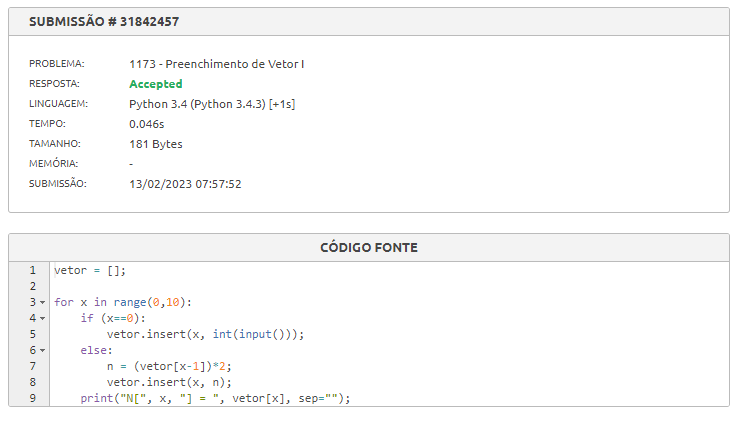 SUBMISSÃO # 31842457
PROBLEMA: 1173 - Preenchimento de Vetor I
RESPOSTA: Accepted
LINGUAGEM: Python 3.4 (Python 3.4.3) [+1s]
TEMPO: 0.046s
TAMANHO: 181 Bytes
MEMÓRIA: -
SUBMISSÃO: 13/02/2023 07:57:52
CÓDIGO FONTE
1 vetor = [];
2
3 for x in range(0,10):
4     if (x==0):
5         vetor.insert(x, int(input()));
6     else:
7         n = (vetor[x-1])*2;
8         vetor.insert(x, n);
9     print("N[", x, "] = ", vetor[x], sep="");